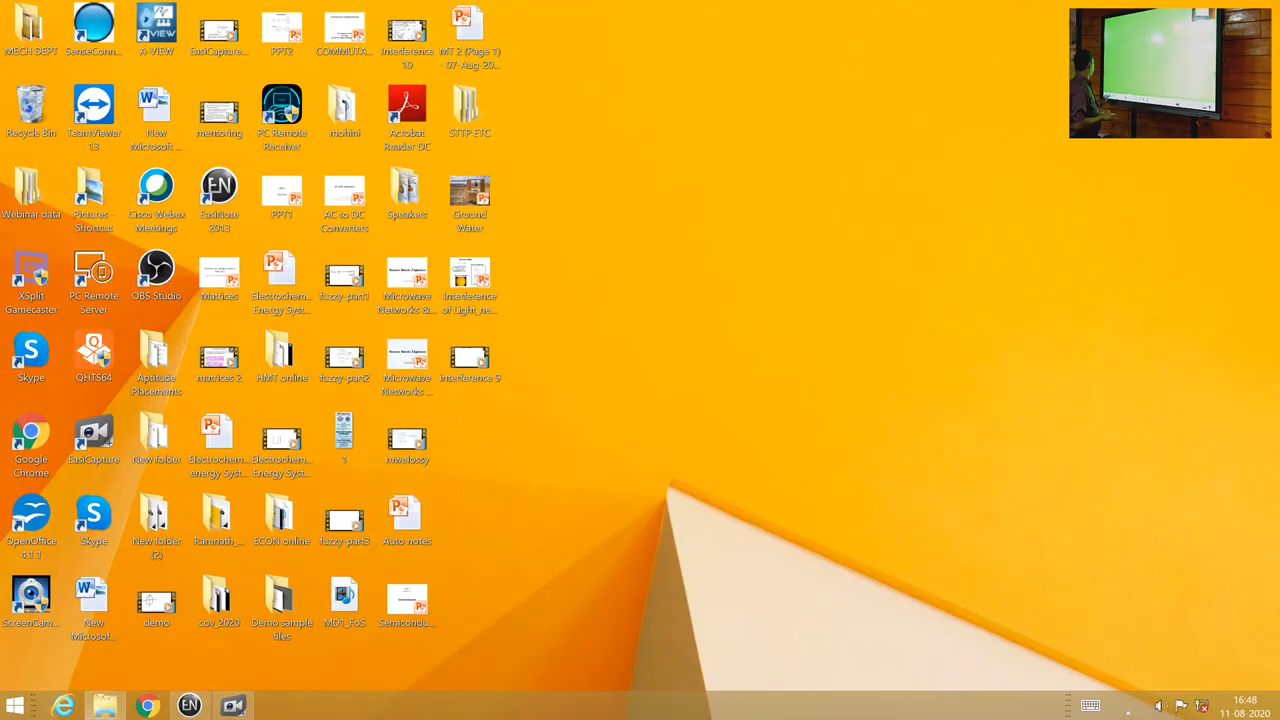 MECH DEPT
SenseConn...
A-VIEW
EasiCapture...
PPT2
COMMUTA...
Interference
10
MT 2 (Page 1)
- 07-Aug-20...
Recycle Bin
TeamViewer
13
New
Microsoft ...
mensoring
PC Remote
Receiver
mohini
Acrobat
Reader DC
STTP ETC
Webinar data
Pictures -
Shortcut
Cisco Webex
Meetings
EasiNote
2013
PPT1
AC to DC
Converters
Speakers
Ground
Water
XSplit
Gamecaster
PC Remote
Server
OBS Studio
Matrices
Electrochem...
Energy Syst...
fuzzy-part1
Microwave
Networks &...
Interference
of Light_ne...
Skype
QHTS64
Aptitude
Placements
matrices 2
HMT online
fuzzy-part2
Microwave
Networks ...
interference 9
Google
Chrome
EasiCapture
New folder
Electrochem...
energy Syst...
Electrochem...
Energy Syst...
1
mwelossy
OpenOffice
4.1.1
Skype
New folder
(2)
Ramnath_...
ECON online
fuzzy-part3
Auto notes
ScreenCam...
New
Microsof...
demo
cov_2020
Demo sample
files
MD1_FoS
Semicondu...
16:48
11-08-2020